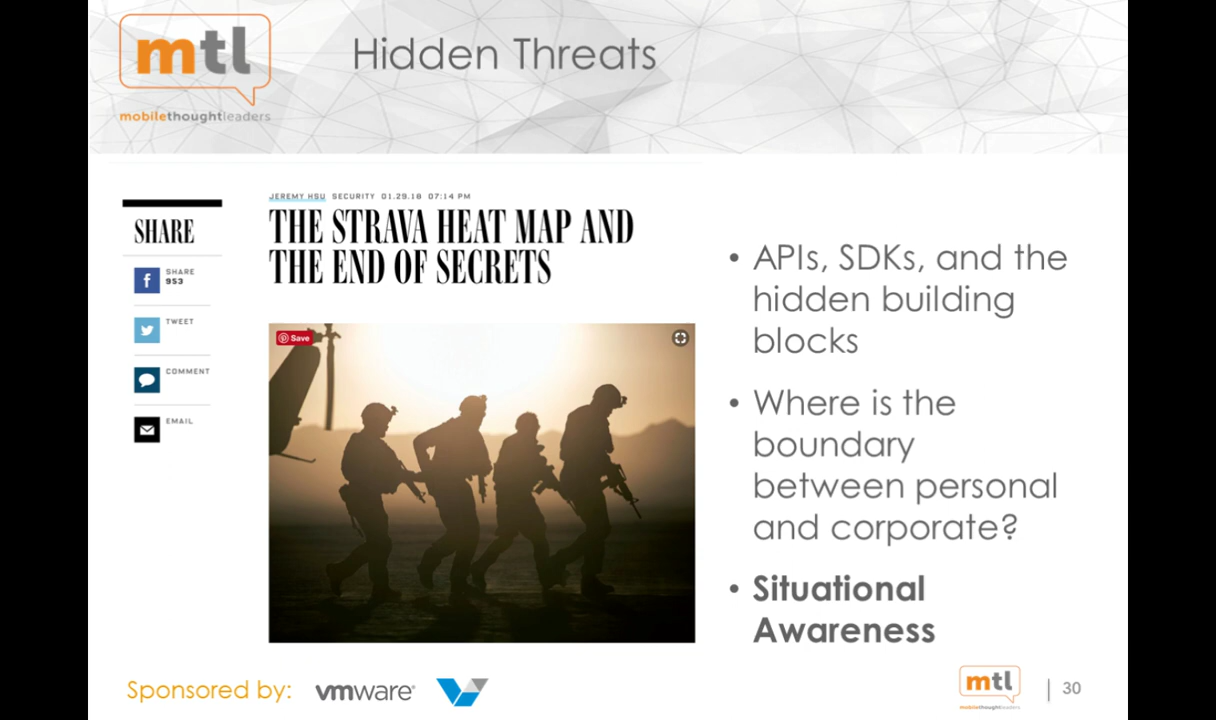 mtl
mobilethoughtleaders
Hidden Threats
SHARE
SHARE
953
TWEET
COMMENT
EMAIL
JEREMY HSU SECURITY 01.29.18 07:14 PM
THE STRAVA HEAT MAP AND
THE END OF SECRETS
Save
• APIs, SDKs, and the
hidden building
blocks
• Where is the
boundary
between personal
and corporate?
• Situational
Awareness
Sponsored by: vmware
mtl
mobilethoughtleaders
| 30